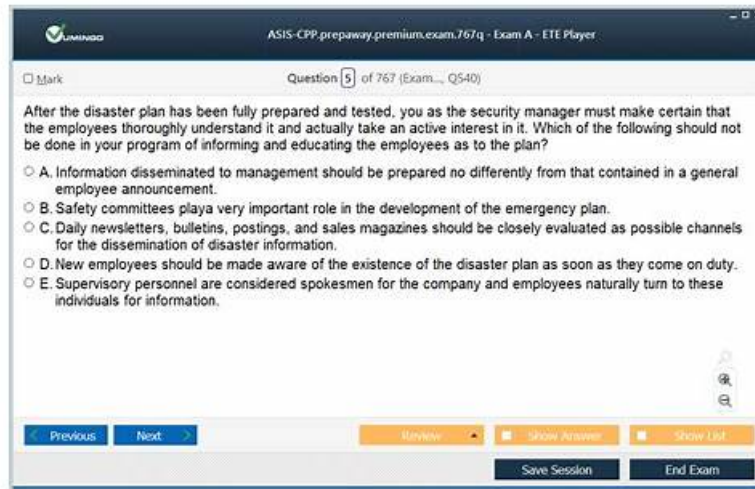 VUMINGO
ASIS-CPP.prepaway.premium.exam.767q - Exam A - ETE Player
Mark
Question 5 of 767 (Exam..., QS40)
After the disaster plan has been fully prepared and tested, you as the security manager must make certain that
the employees thoroughly understand it and actually take an active interest in it. Which of the following should not
be done in your program of informing and educating the employees as to the plan?
A. Information disseminated to management should be prepared no differently from that contained in a general
employee announcement.
B. Safety committees playa very important role in the development of the emergency plan.
C. Daily newsletters, bulletins, postings, and sales magazines should be closely evaluated as possible channels
for the dissemination of disaster information.
D. New employees should be made aware of the existence of the disaster plan as soon as they come on duty.
E. Supervisory personnel are considered spokesmen for the company and employees naturally turn to these
individuals for information.
Previous Next Review Show Answer Show List
Save Session End Exam